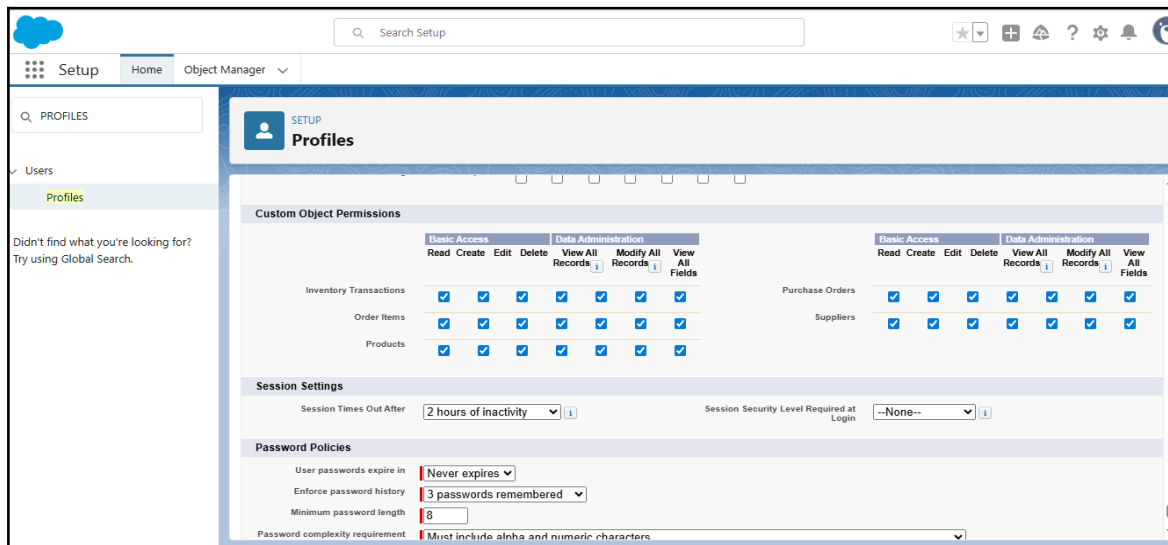 Search Setup
Setup
Home
Object Manager
PROFILES
Users
Profiles
Didn't find what you're looking for?
Try using Global Search.
SETUP
Profiles
Custom Object Permissions
Basic Access Data Administration
Read Create Edit Delete View All Records i Modify All Records i View All Fields
Inventory Transactions
Order Items
Products
Basic Access Data Administration
Read Create Edit Delete View All Records i Modify All Records i View All Fields
Purchase Orders
Suppliers
Session Settings
Session Times Out After 2 hours of inactivity i
Session Security Level Required at Login --None-- i
Password Policies
User passwords expire in Never expires
Enforce password history 3 passwords remembered
Minimum password length 8
Password complexity requirement Must include alpha and numeric characters